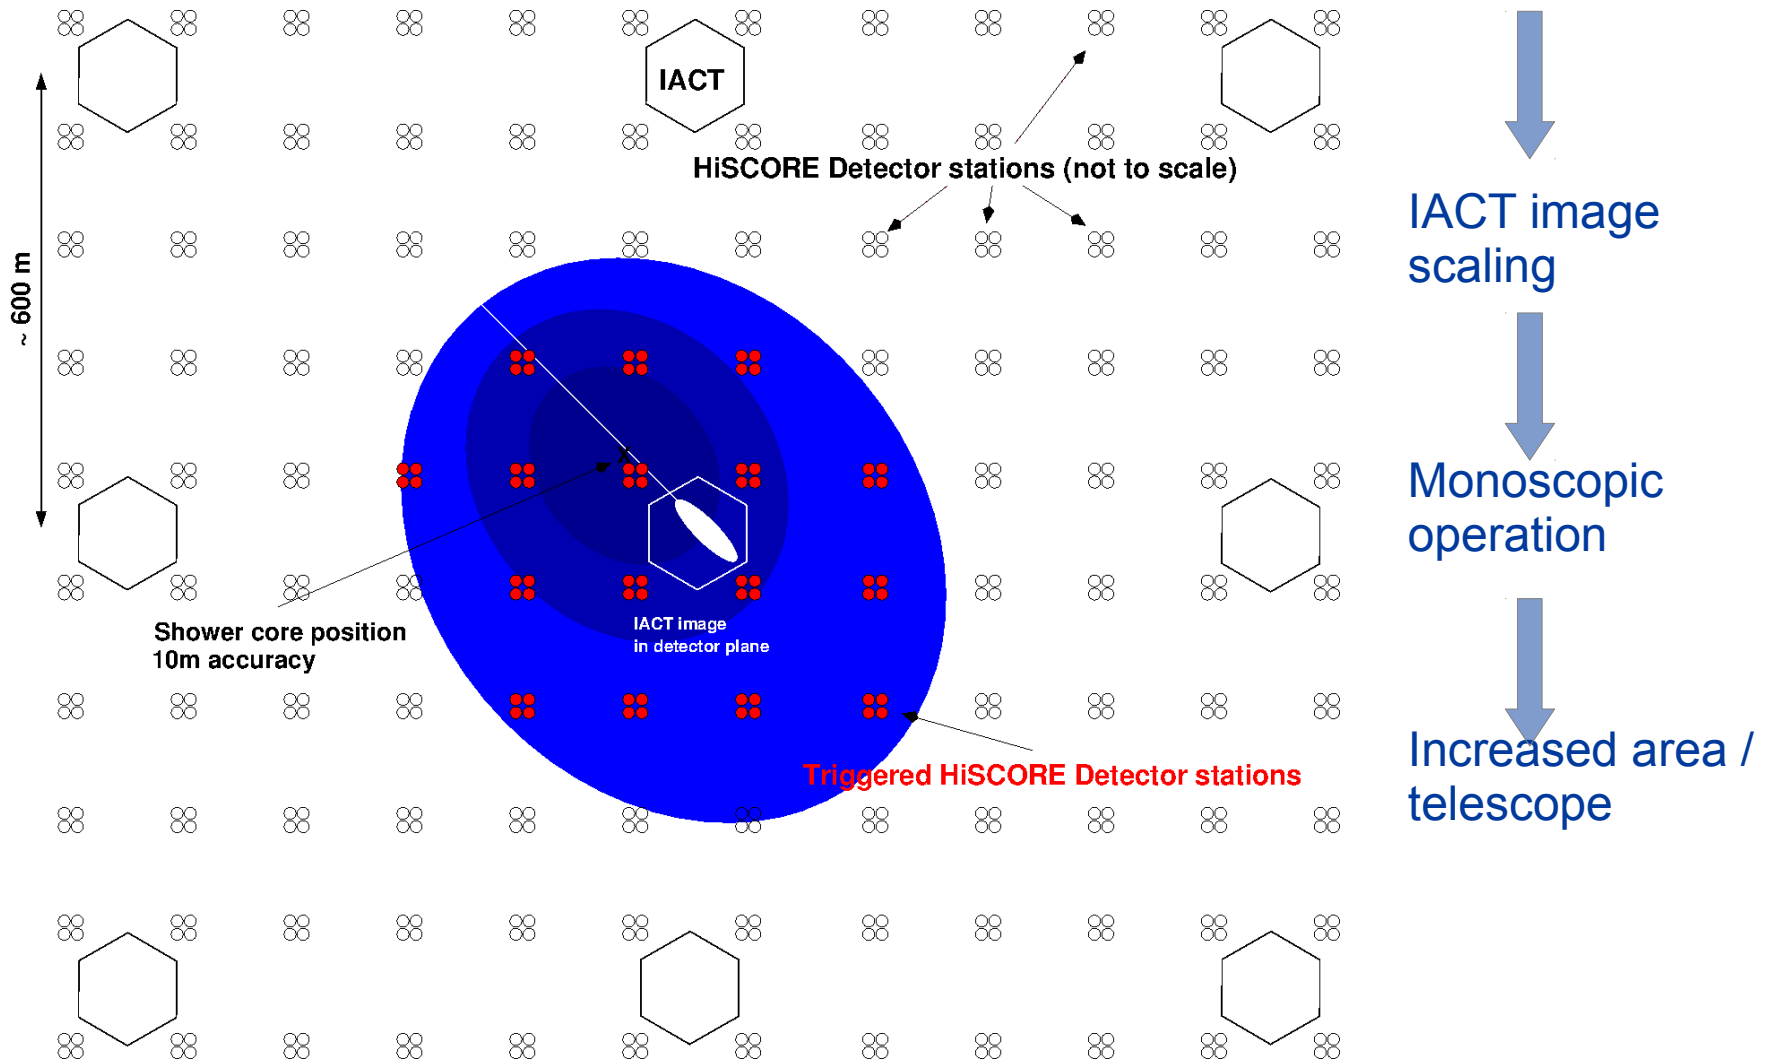 IACT
HiSCORE Detector stations (not to scale)
~ 600 m
X
Shower core position
10m accuracy
IACT image
in detector plane
Triggered HiSCORE Detector stations
IACT image
scaling
Monoscopic
operation
Increased area /
telescope